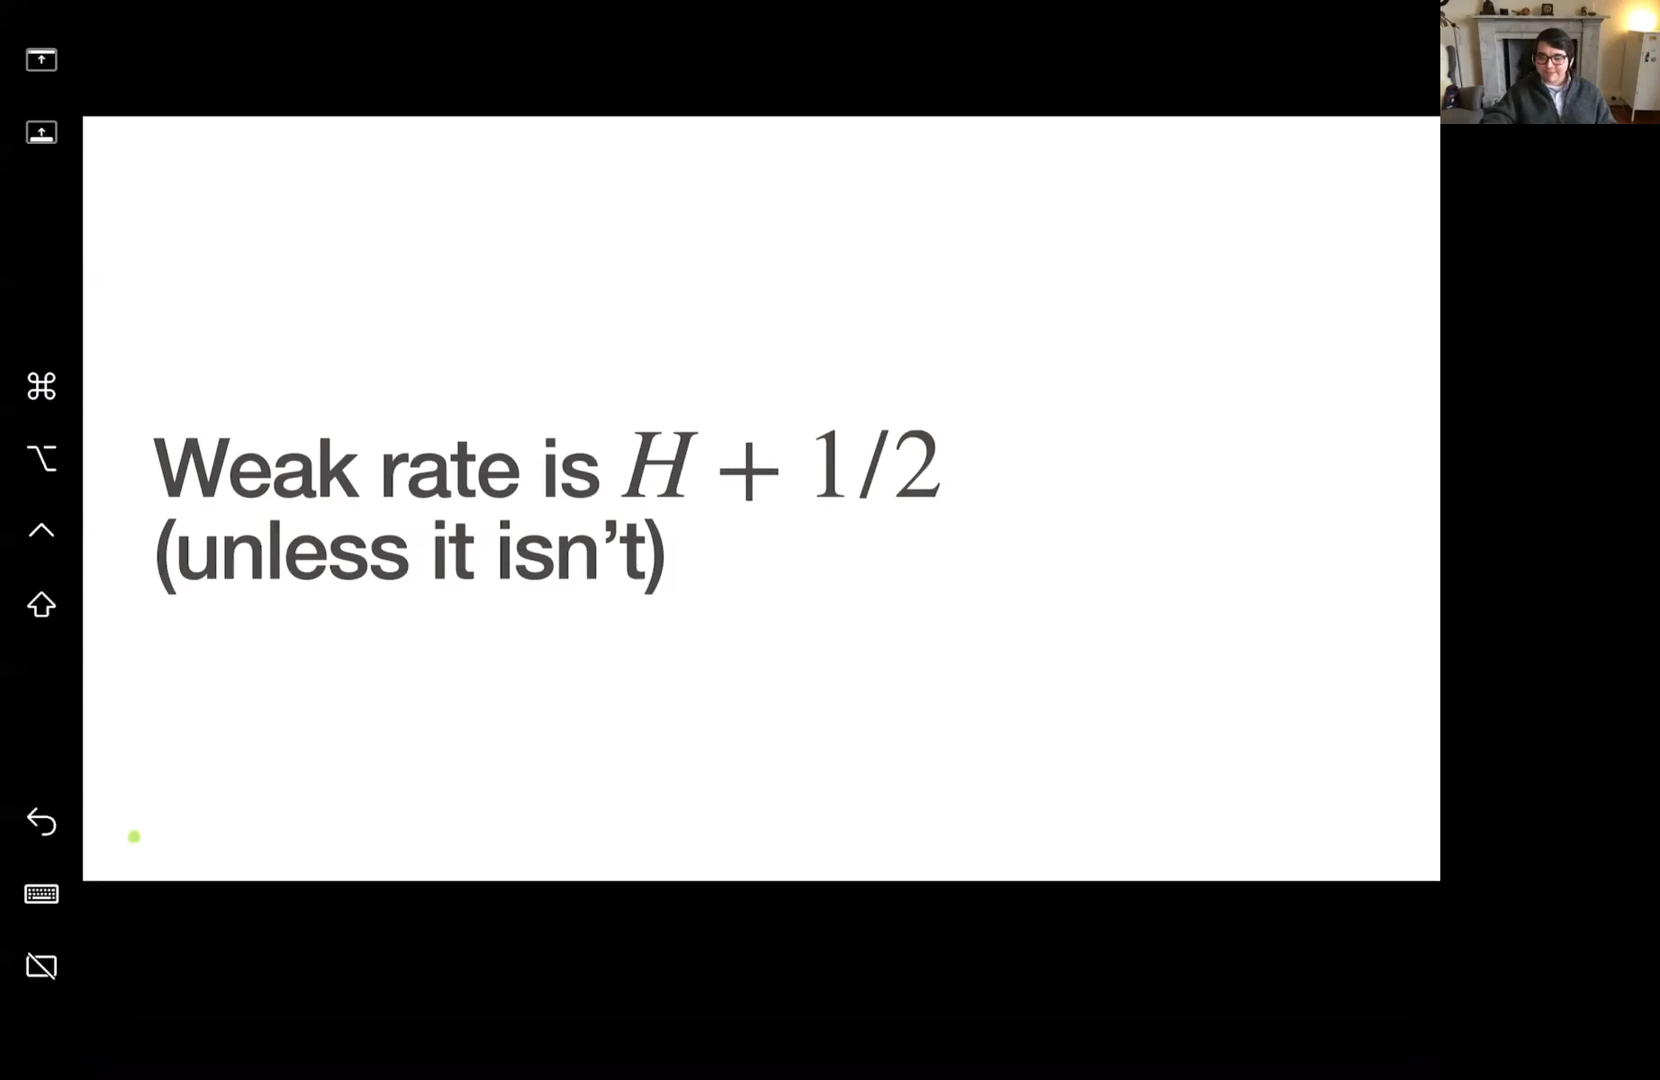 Weak rate is H + 1/2
(unless it isn’t)